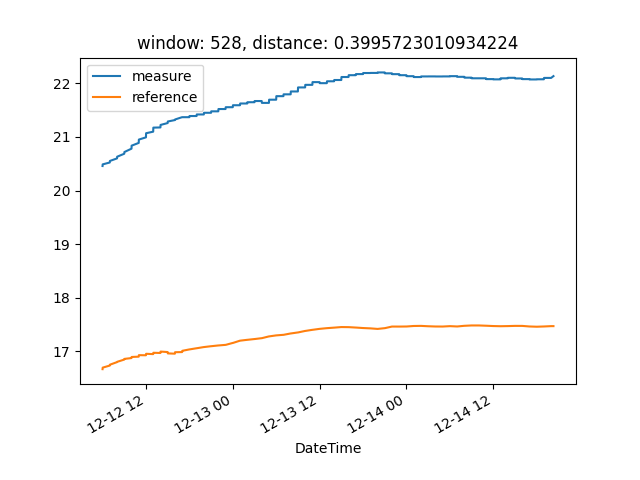 window: 528, distance: 0.3995723010934224
measure
reference
22
21
20
19
18
17
12-12 12
12-13 00
12-13 12
12-14 00
12-14 12
DateTime